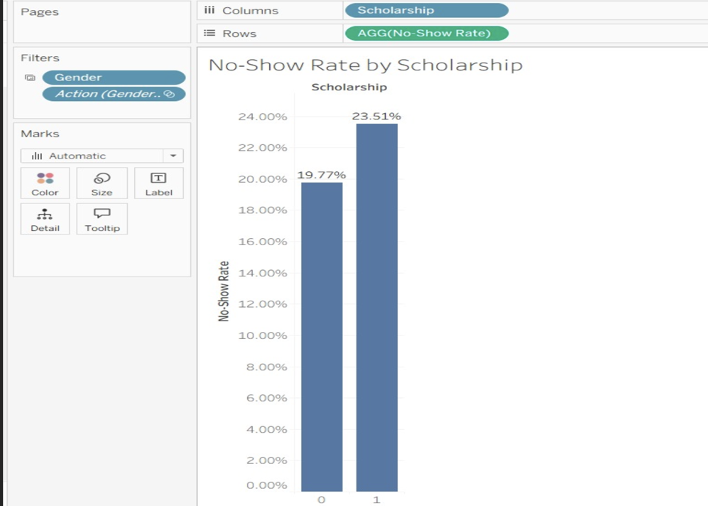 Pages
iii Columns
Scholarship
Rows
AGG(No-Show Rate)
Filters
Gender
Action (Gender..
Marks
Automatic
Color
Size
Label
Detail
Tooltip
No-Show Rate by Scholarship
Scholarship
No-Show Rate
24.00%
22.00%
20.00%
18.00%
16.00%
14.00%
12.00%
10.00%
8.00%
6.00%
4.00%
2.00%
0.00%
19.77%
23.51%
0
1